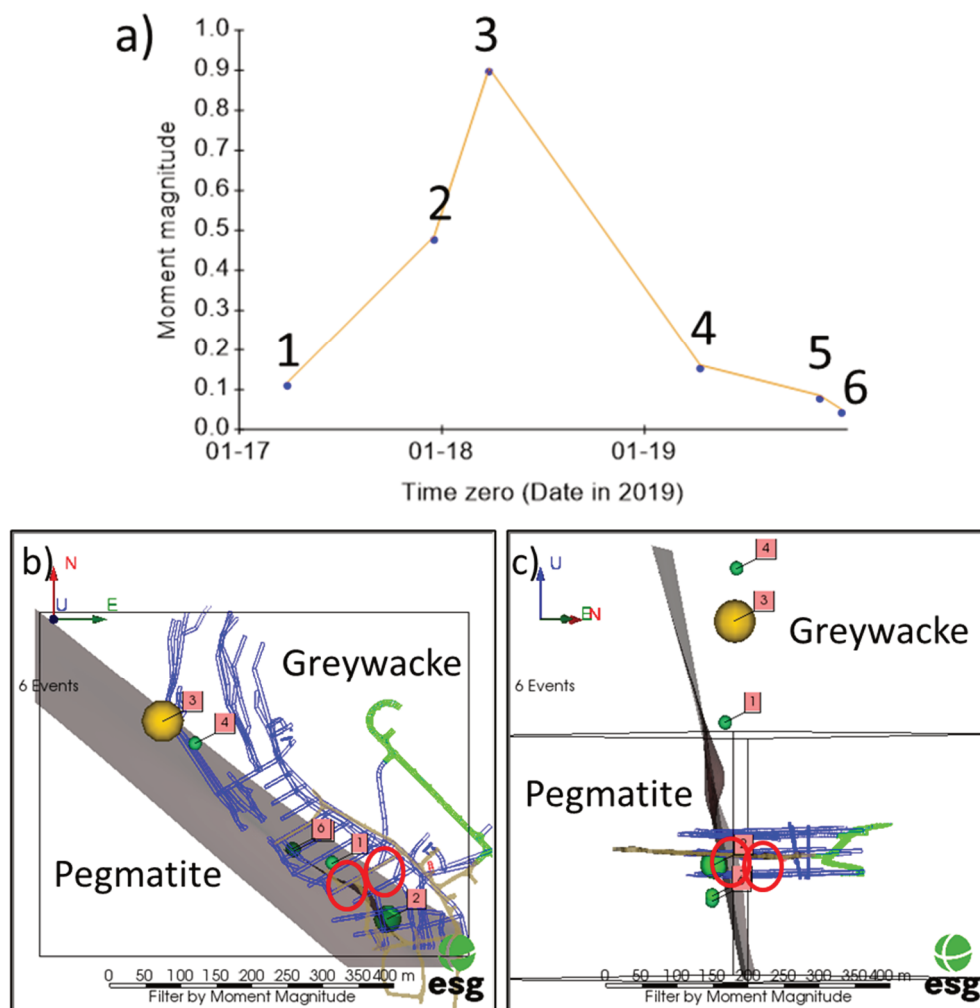 a)
1.0
0.9
0.8
0.7
0.6
0.5
0.4
0.3
0.2
0.1
0.0
Moment magnitude
1
2
3
4
5
6
01-17
01-18
01-19
Time zero (Date in 2019)
b)
N
U
E
Greywacke
6 Events
3
4
6
1
2
Pegmatite
0 50 100 150 200 250 300 350 400 m
Filter by Moment Magnitude
esg
c)
U
N
4
3
Greywacke
6 Events
1
Pegmatite
0 50 100 150 200 250 300 350 400 m
Filter by Moment Magnitude
esg